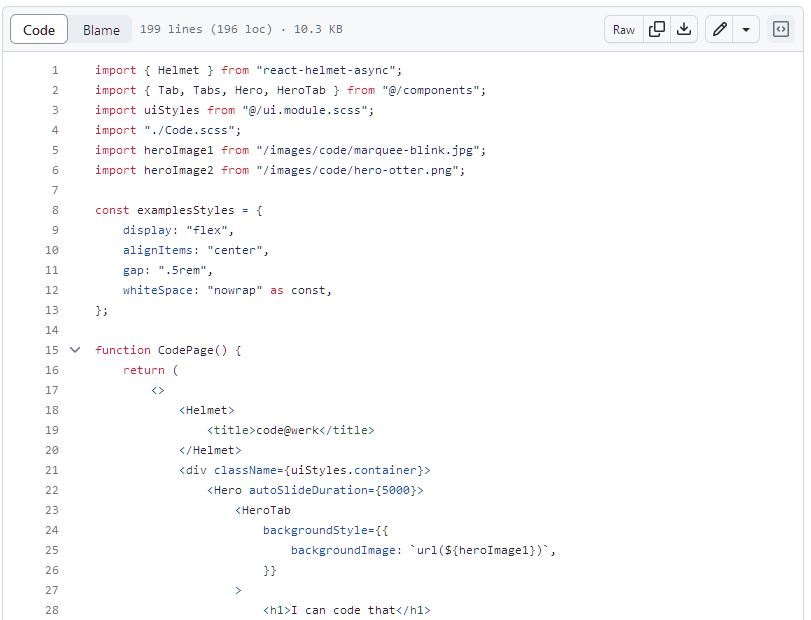 Code Blame 199 lines (196 loc) · 10.3 KB Raw
1 import { Helmet } from "react-helmet-async";
2 import { Tab, Tabs, Hero, HeroTab } from "@/components";
3 import uiStyles from "@/ui.module.scss";
4 import "./Code.scss";
5 import heroImage1 from "/images/code/marquee-blink.jpg";
6 import heroImage2 from "/images/code/hero-otter.png";
7
8 const examplesStyles = {
9 display: "flex",
10 alignItems: "center",
11 gap: ".5rem",
12 whiteSpace: "nowrap" as const,
13 };
14
15 function CodePage() {
16 return (
17 <>
18 <Helmet>
19 <title>code@werk</title>
20 </Helmet>
21 <div className={uiStyles.container}>
22 <Hero autoSlideDuration={5000}>
23 <HeroTab
24 backgroundStyle={{
25 backgroundImage: `url(${heroImage1})`,
26 }}
27 >
28 <h1>I can code that</h1>